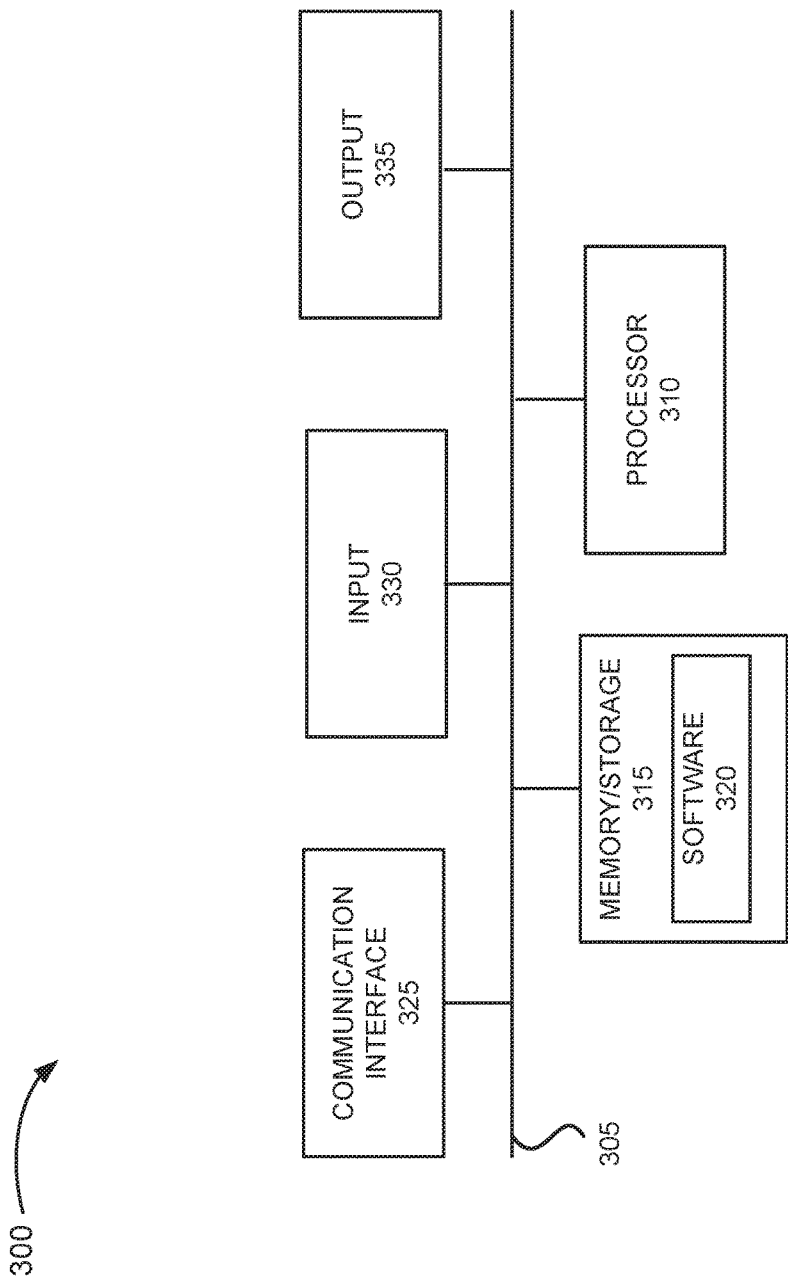 300
COMMUNICATION
INTERFACE
325
INPUT
330
OUTPUT
335
305
MEMORY/STORAGE
315
SOFTWARE
320
PROCESSOR
310